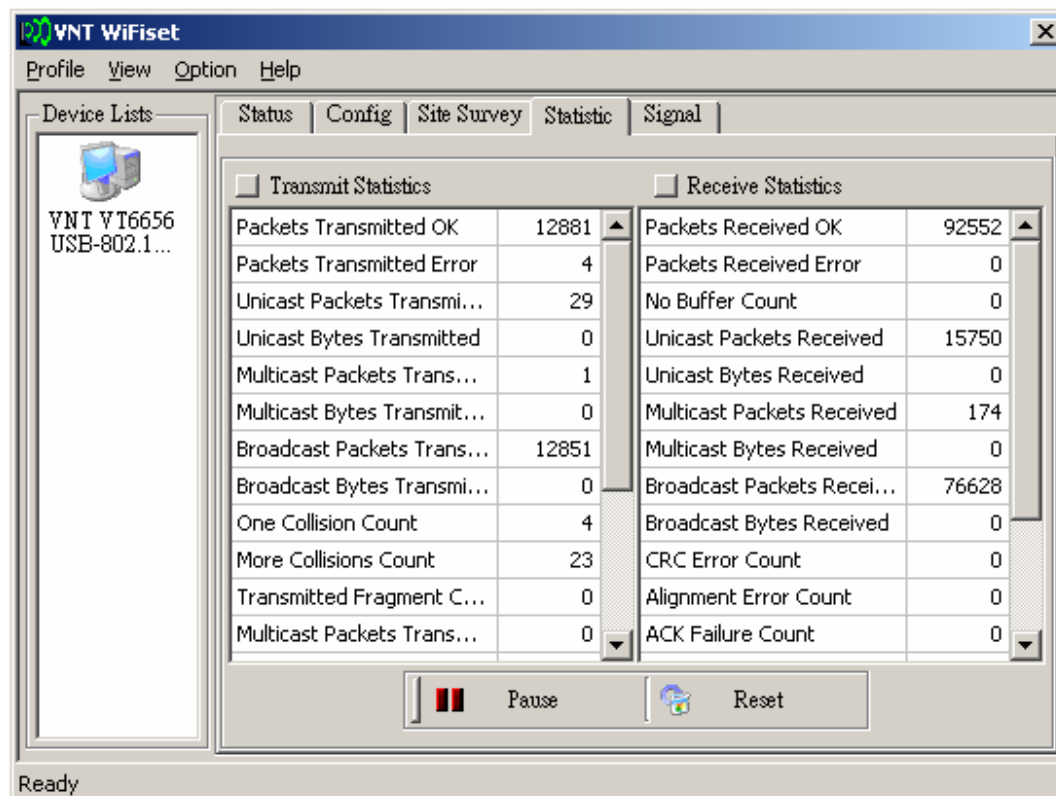 VNT WiFiset
Profile View Option Help
Device Lists
VNT VT6656
USB-802.1...
Status Config Site Survey Statistic Signal
Transmit Statistics
Packets Transmitted OK 12881
Packets Transmitted Error 4
Unicast Packets Transmi... 29
Unicast Bytes Transmitted 0
Multicast Packets Trans... 1
Multicast Bytes Transmit... 0
Broadcast Packets Trans... 12851
Broadcast Bytes Transmi... 0
One Collision Count 4
More Collisions Count 23
Transmitted Fragment C... 0
Multicast Packets Trans... 0
Receive Statistics
Packets Received OK 92552
Packets Received Error 0
No Buffer Count 0
Unicast Packets Received 15750
Unicast Bytes Received 0
Multicast Packets Received 174
Multicast Bytes Received 0
Broadcast Packets Recei... 76628
Broadcast Bytes Received 0
CRC Error Count 0
Alignment Error Count 0
ACK Failure Count 0
Pause Reset
Ready